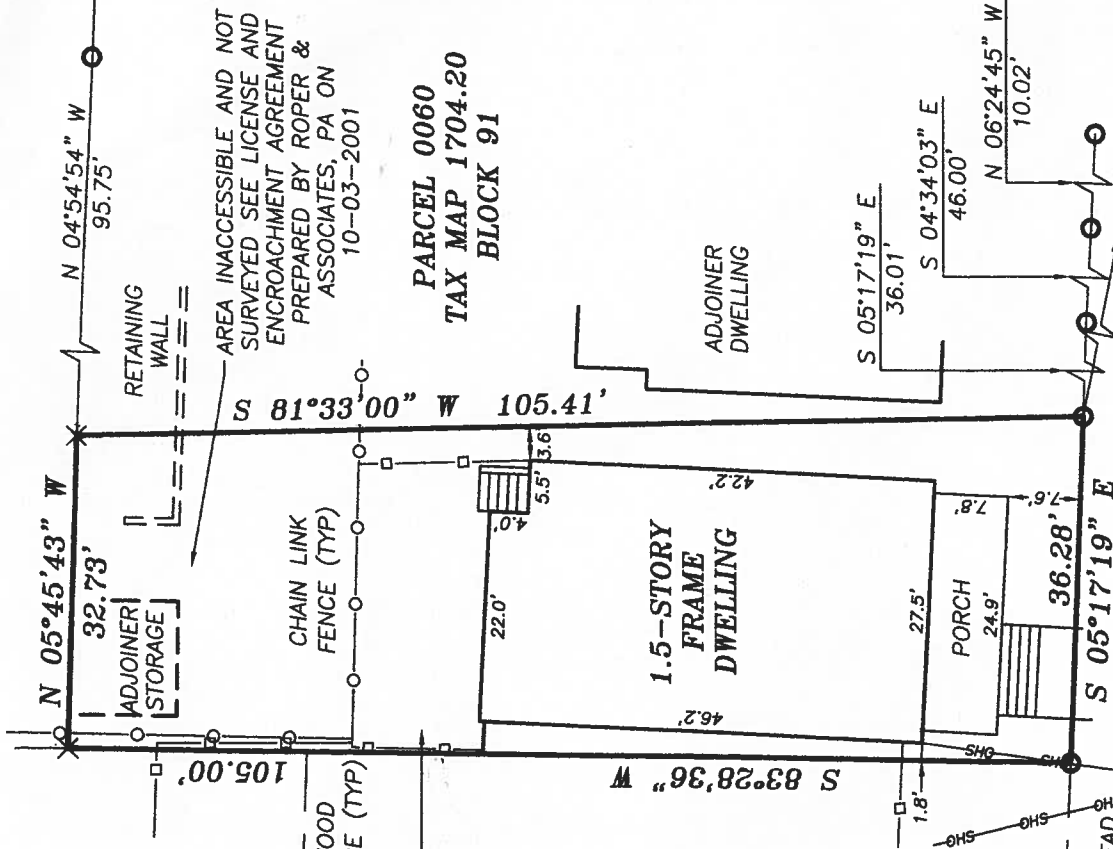 N 04°54'54" W
95.75'
AREA INACCESSIBLE AND NOT
SURVEYED SEE LICENSE AND
ENCROACHMENT AGREEMENT
PREPARED BY ROPER &
ASSOCIATES, PA ON
10-03-2001
PARCEL 0060
TAX MAP 1704.20
BLOCK 91
RETAINING
WALL
N 05°45'43" W
32.73'
ADJOINER
STORAGE
S 81°33'00" W 105.41'
CHAIN LINK
FENCE (TYP)
ADJOINER
DWELLING
S 05°17'19" E
36.01'
S 04°34'03" E
46.00'
N 06°24'45" W
10.02'
3.6'
5.5'
4.0'
22.0'
42.2'
1.5-STORY
FRAME
DWELLING
46.2'
27.5'
7.8'
7.6'
PORCH
24.9'
36.28'
S 05°17'19" E
105.00'
S 83°28'36" W
1.8'
OHS
OHS
OHS
OHS